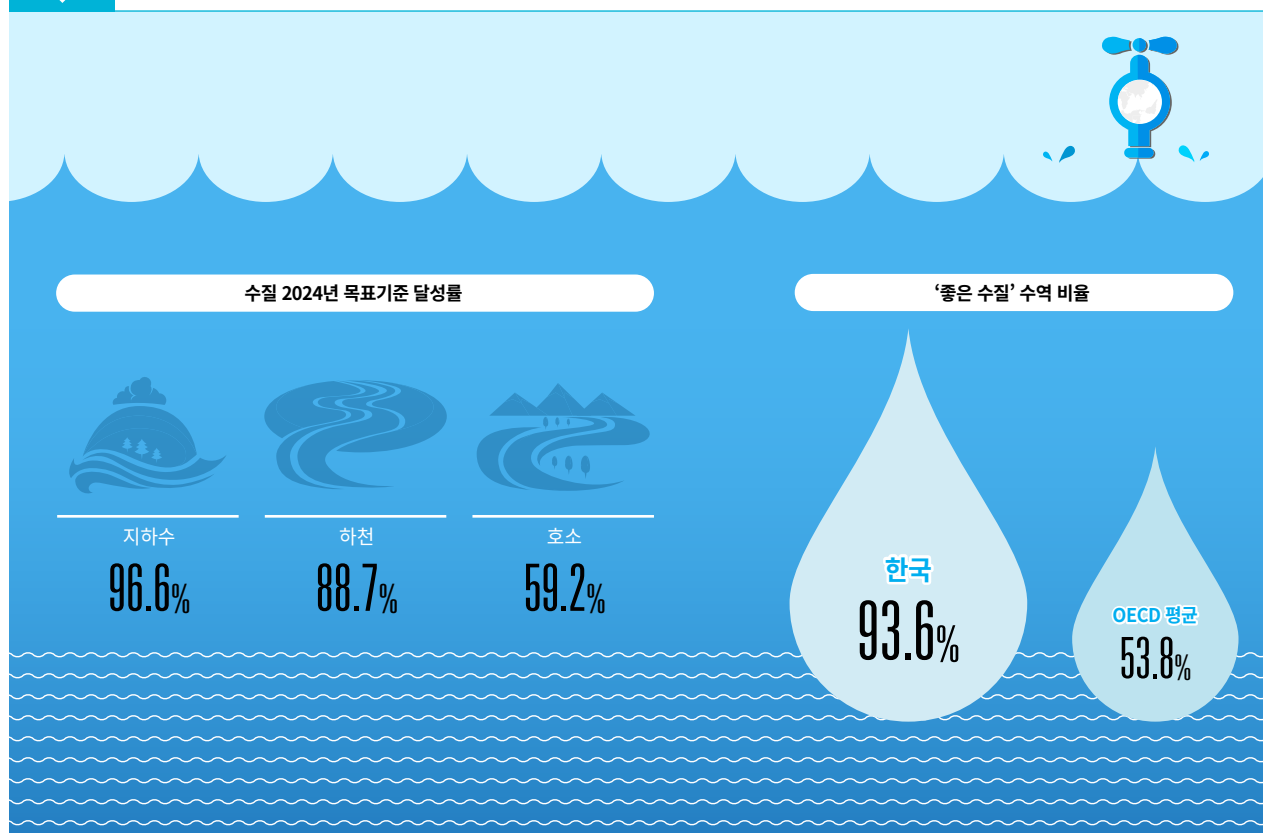 수질 2024년 목표기준 달성률
지하수
96.6%
하천
88.7%
호소
59.2%
‘좋은 수질’ 수역 비율
한국
93.6%
OECD 평균
53.8%